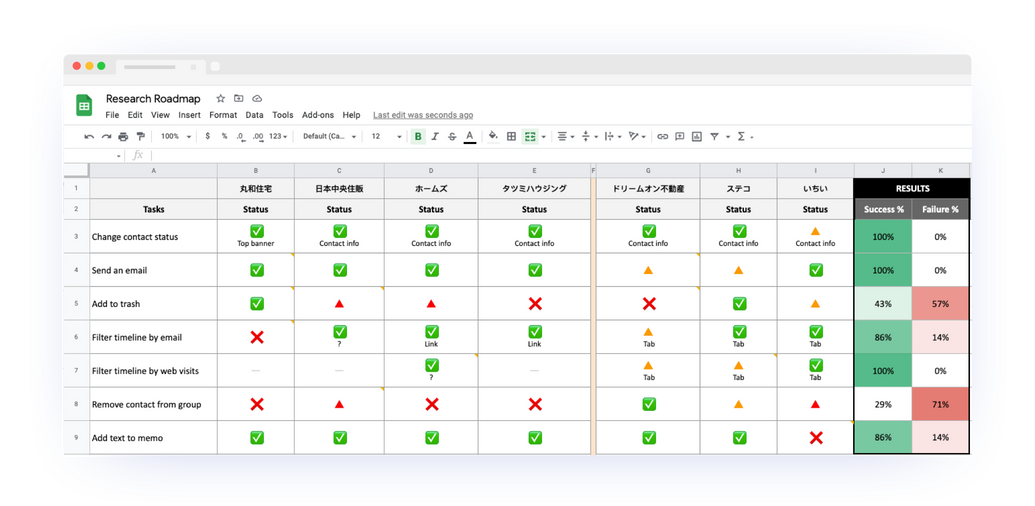 Research Roadmap
File Edit View Insert Format Data Tools Add-ons Help Last edit was seconds ago
100% $ % .0 .00 123 Default (Ca... 12 B I S A
fx
A B C D E F G H I J K
1 丸和住宅 日本中央住販 ホームズ タツミハウジング ドリームオン不動産 ステコ いちい RESULTS
2 Tasks Status Status Status Status Status Status Status Success % Failure %
3 Change contact status Top banner Contact info Contact info Contact info Contact info Contact info Contact info 100% 0%
4 Send an email 100% 0%
5 Add to trash 43% 57%
6 Filter timeline by email ? Link Link Tab Tab Tab 86% 14%
7 Filter timeline by web visits — — ? — Tab Tab Tab 100% 0%
8 Remove contact from group 29% 71%
9 Add text to memo 86% 14%